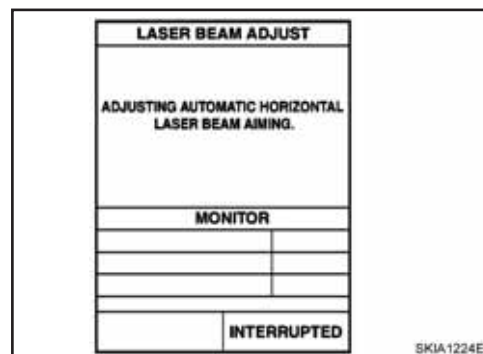 LASER BEAM ADJUST
ADJUSTING AUTOMATIC HORIZONTAL
LASER BEAM AIMING.
MONITOR
INTERRUPTED
SKIA1224E